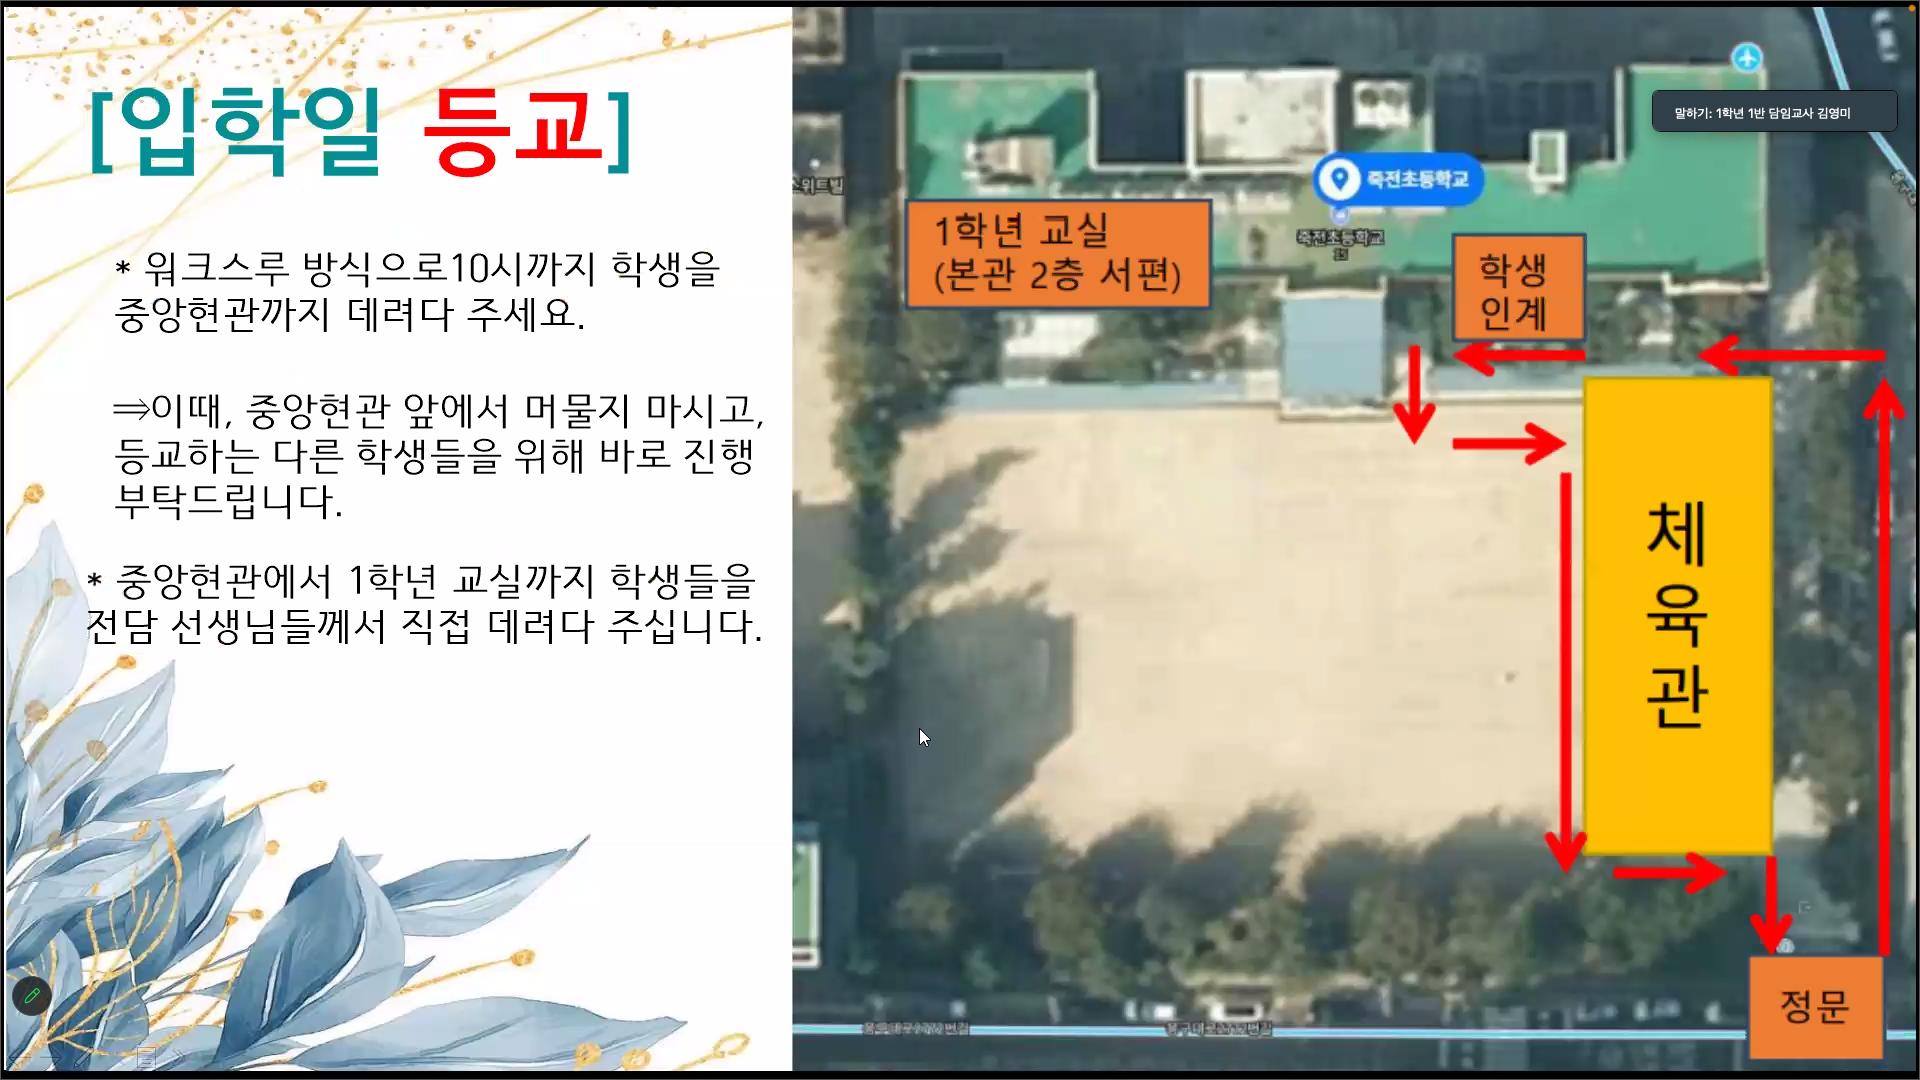 [입학일 등교]
* 워크스루 방식으로10시까지 학생을
중앙현관까지 데려다 주세요.
⇒이때, 중앙현관 앞에서 머물지 마시고,
등교하는 다른 학생들을 위해 바로 진행
부탁드립니다.
* 중앙현관에서 1학년 교실까지 학생들을
전담 선생님들께서 직접 데려다 주십니다.
말하기: 1학년 1반 담임교사 김영미
죽전초등학교
죽전초등학교
1학년 교실
(본관 2층 서편)
학생
인계
체
육
관
정문